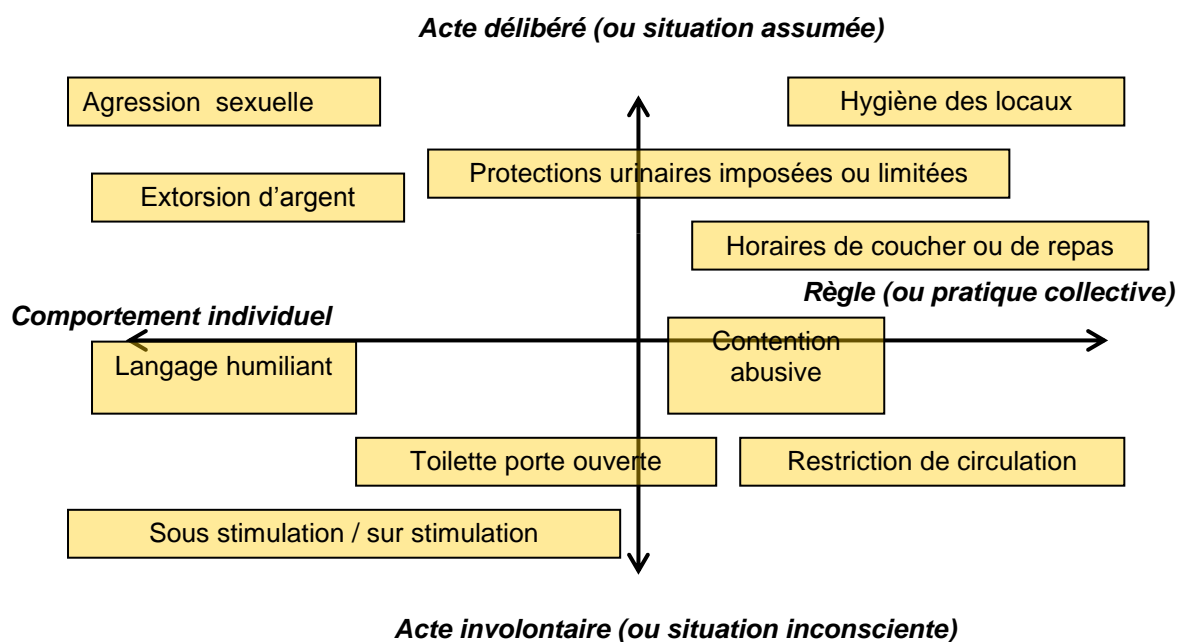 Acte délibéré (ou situation assumée)
Agression  sexuelle
Hygiène des locaux
Protections urinaires imposées ou limitées
Extorsion d'argent
Horaires de coucher ou de repas
Règle (ou pratique collective)
Comportement individuel
Langage humiliant
Contention
abusive
Toilette porte ouverte
Restriction de circulation
Sous stimulation / sur stimulation
Acte involontaire (ou situation inconsciente)